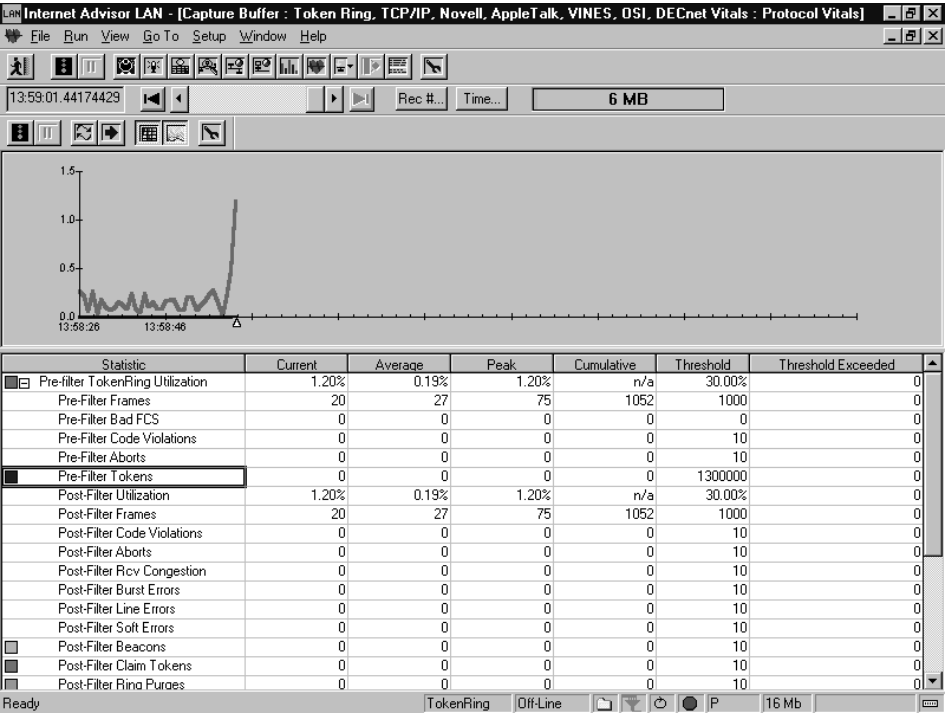 LAN Internet Advisor LAN - [Capture Buffer : Token Ring, TCP/IP, Novell, AppleTalk, VINES, OSI, DECnet Vitals : Protocol Vitals]
File Run View Go To Setup Window Help
13:59:01.44174429 Rec #... Time... 6 MB
1.5
1.0
0.5
0.0
13:58:26 13:58:46
Statistic Current Average Peak Cumulative Threshold Threshold Exceeded
Pre-filter TokenRing Utilization 1.20% 0.19% 1.20% n/a 30.00% 0
Pre-Filter Frames 20 27 75 1052 1000 0
Pre-Filter Bad FCS 0 0 0 0 0 0
Pre-Filter Code Violations 0 0 0 0 10 0
Pre-Filter Aborts 0 0 0 0 10 0
Pre-Filter Tokens 0 0 0 0 1300000 0
Post-Filter Utilization 1.20% 0.19% 1.20% n/a 30.00% 0
Post-Filter Frames 20 27 75 1052 1000 0
Post-Filter Code Violations 0 0 0 0 10 0
Post-Filter Aborts 0 0 0 0 10 0
Post-Filter Rcv Congestion 0 0 0 0 10 0
Post-Filter Burst Errors 0 0 0 0 10 0
Post-Filter Line Errors 0 0 0 0 10 0
Post-Filter Soft Errors 0 0 0 0 10 0
Post-Filter Beacons 0 0 0 0 10 0
Post-Filter Claim Tokens 0 0 0 0 10 0
Post-Filter Ring Purges 0 0 0 0 10 0
Ready TokenRing Off-Line P 16 Mb